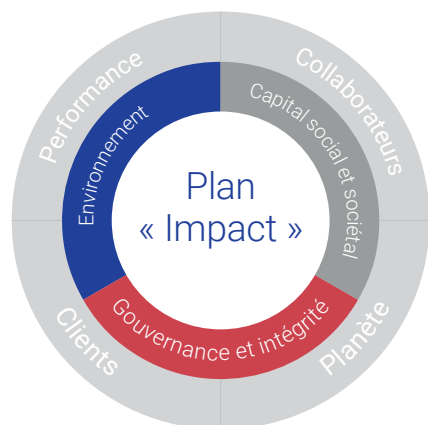 Performance
Collaborateurs
Environnement
Capital social et sociétal
Plan
« Impact »
Gouvernance et intégrité
Clients
Planète